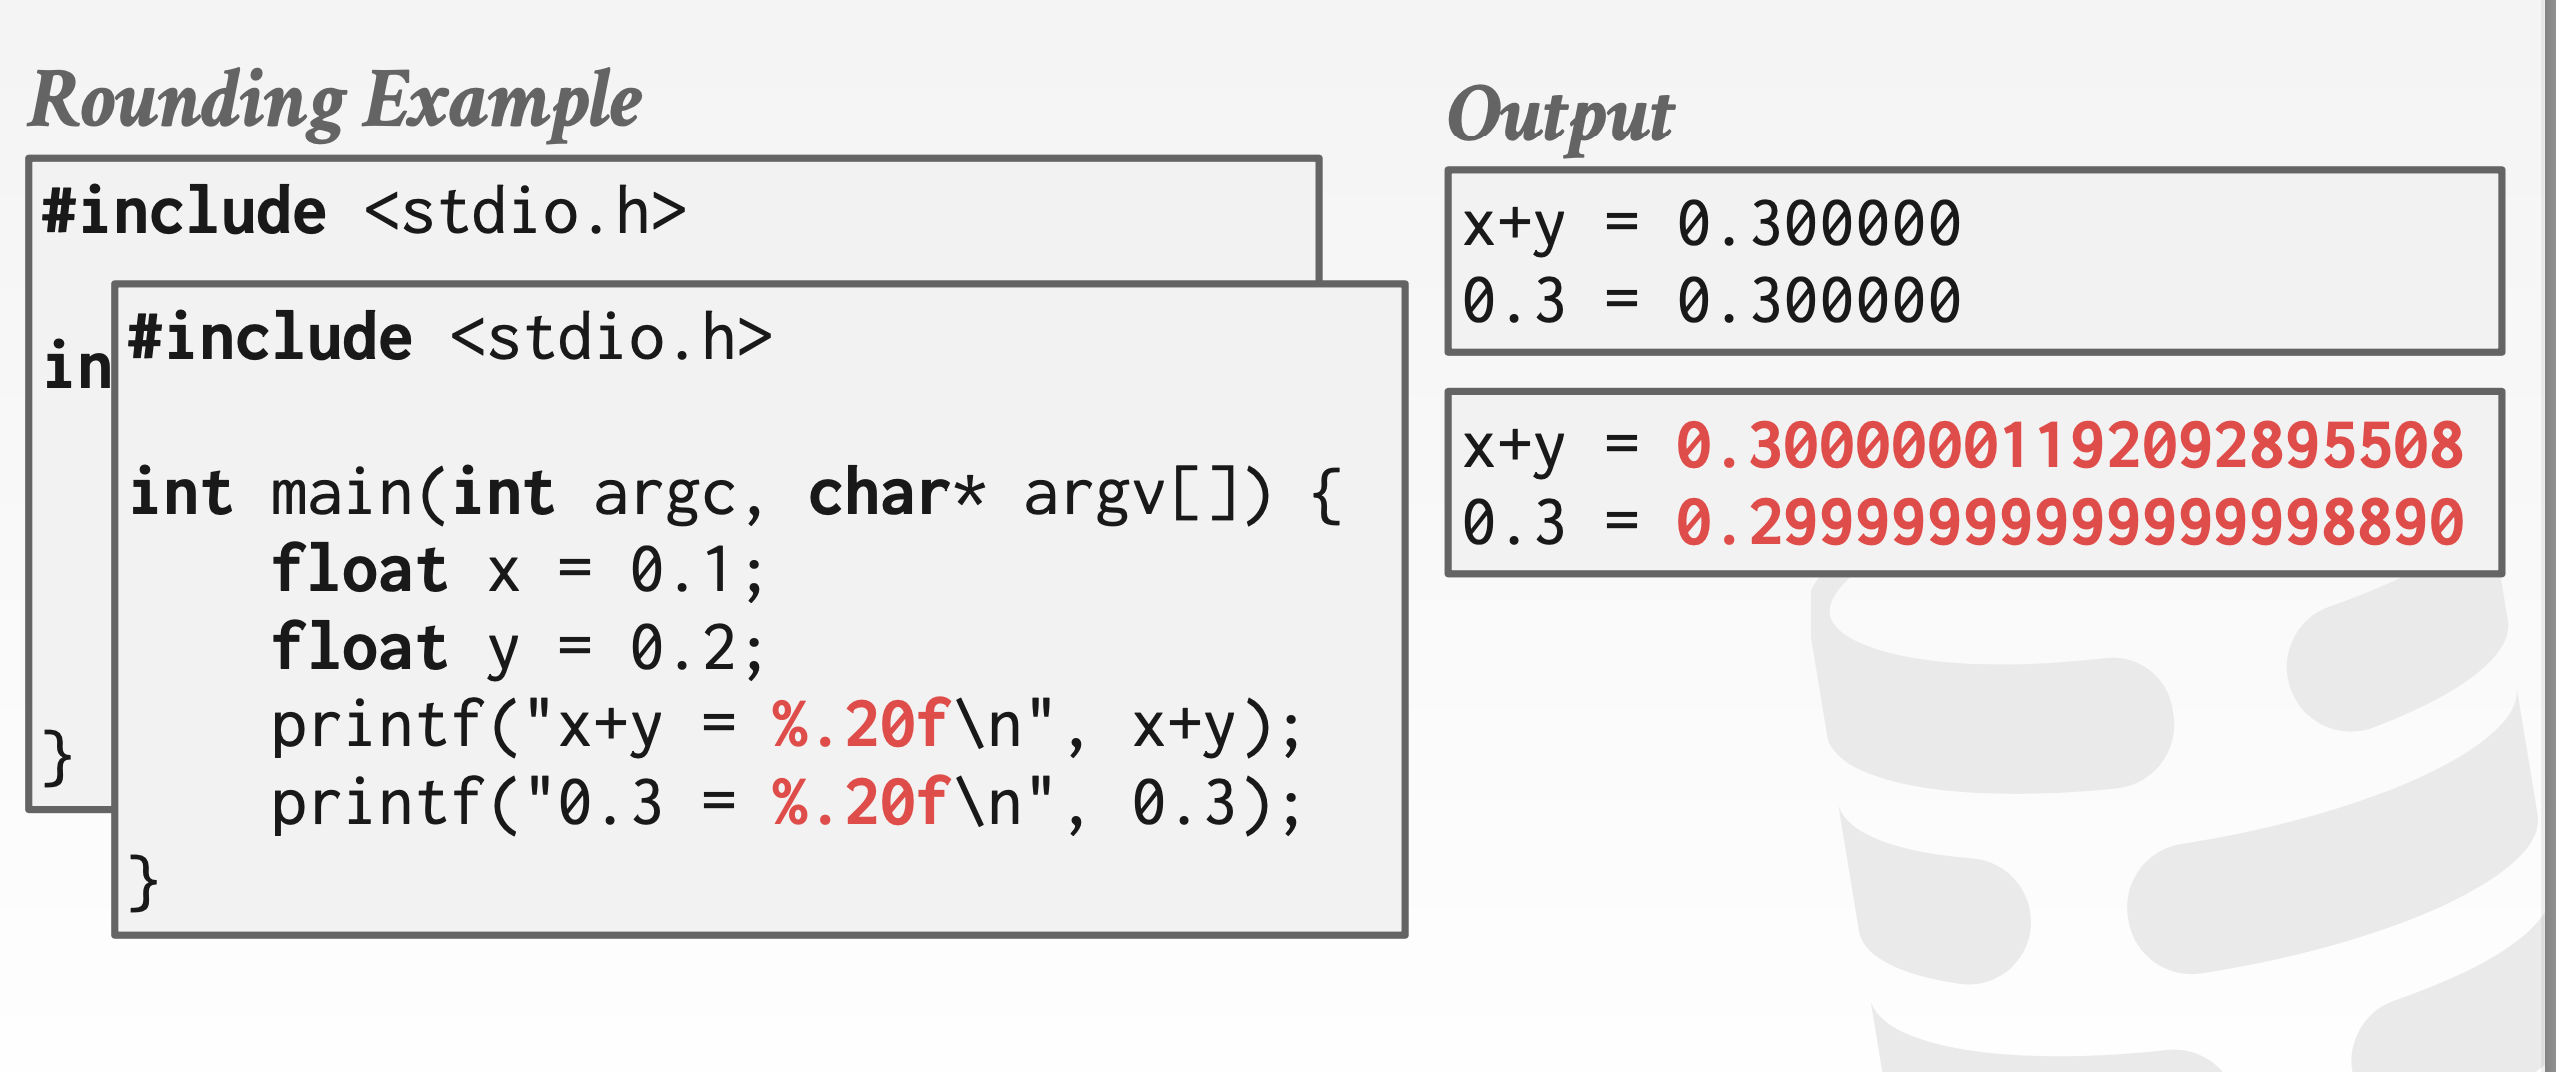 Rounding Example
#include <stdio.h>
in
}
#include <stdio.h>
int main(int argc, char* argv[]) {
    float x = 0.1;
    float y = 0.2;
    printf("x+y = %.20f\n", x+y);
    printf("0.3 = %.20f\n", 0.3);
}
Output
x+y = 0.300000
0.3 = 0.300000
x+y = 0.30000001192092895508
0.3 = 0.29999999999999998890